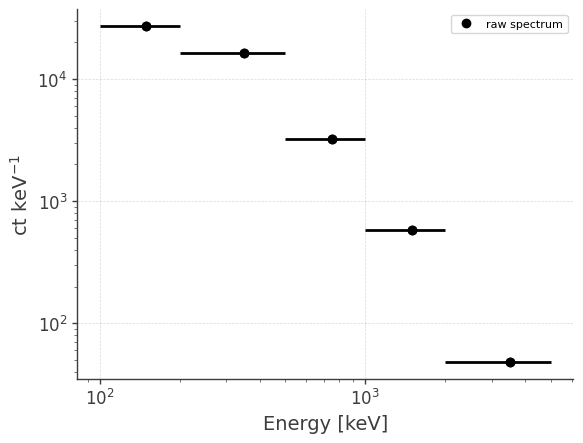 raw spectrum
10⁴
10³
10²
ct keV⁻¹
10² 10³
Energy [keV]